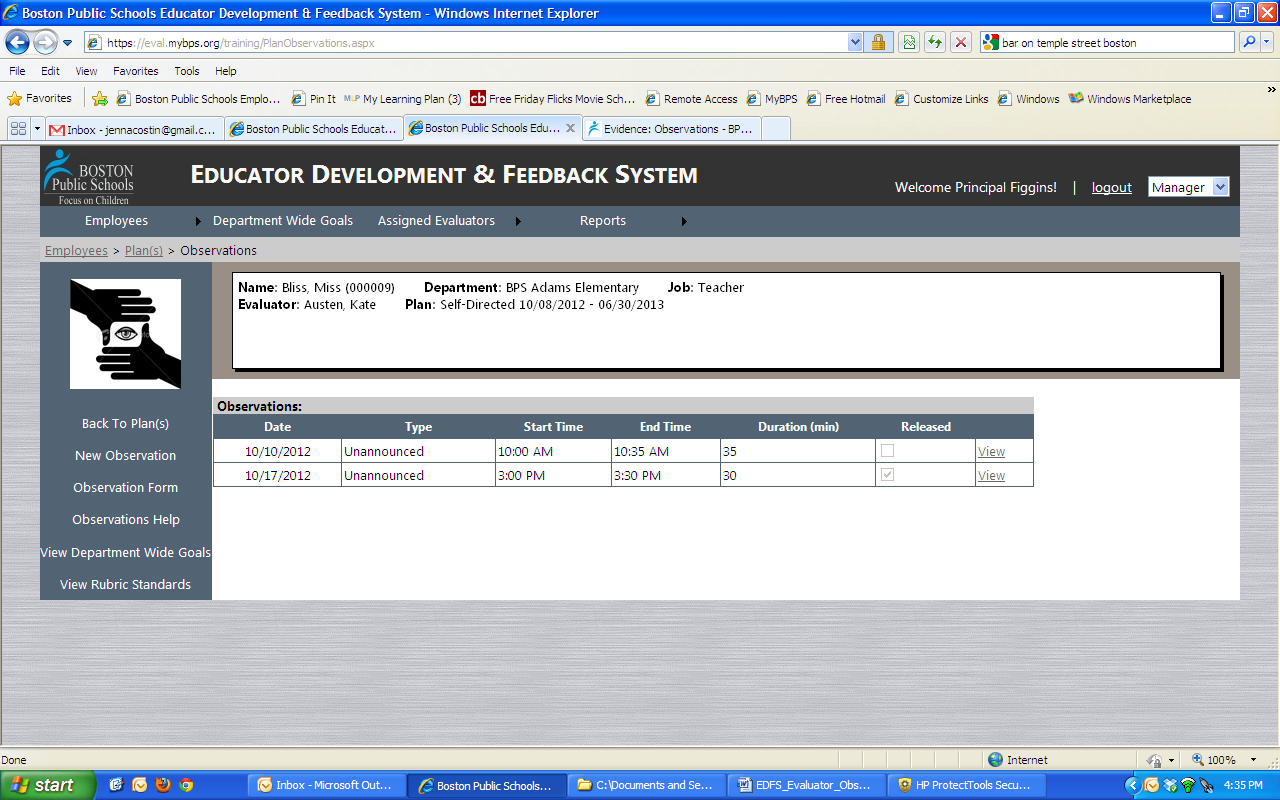 Boston Public Schools Educator Development & Feedback System - Windows Internet Explorer
https://eval.mybps.org/training/PlanObservations.aspx
bar on temple street boston
File Edit View Favorites Tools Help
Favorites Boston Public Schools Emplo... Pin It MLP My Learning Plan (3) cb Free Friday Flicks Movie Sch... Remote Access MyBPS Free Hotmail Customize Links Windows Windows Marketplace
Inbox - jennacostin@gmail.c... Boston Public Schools Educat... Boston Public Schools Edu... Evidence: Observations - BP...
BOSTON
Public Schools
Focus on Children
EDUCATOR DEVELOPMENT & FEEDBACK SYSTEM
Welcome Principal Figgins! | logout Manager
Employees Department Wide Goals Assigned Evaluators Reports
Employees > Plan(s) > Observations
Name: Bliss, Miss (000009) Department: BPS Adams Elementary Job: Teacher
Evaluator: Austen, Kate Plan: Self-Directed 10/08/2012 - 06/30/2013
Back To Plan(s)
New Observation
Observation Form
Observations Help
View Department Wide Goals
View Rubric Standards
Observations:
Date Type Start Time End Time Duration (min) Released
10/10/2012 Unannounced 10:00 AM 10:35 AM 35 View
10/17/2012 Unannounced 3:00 PM 3:30 PM 30 View
Done Internet 100%
start Inbox - Microsoft Out... Boston Public Schools... C:\Documents and Se... EDFS_Evaluator_Obs... HP ProtectTools Secu... 4:35 PM